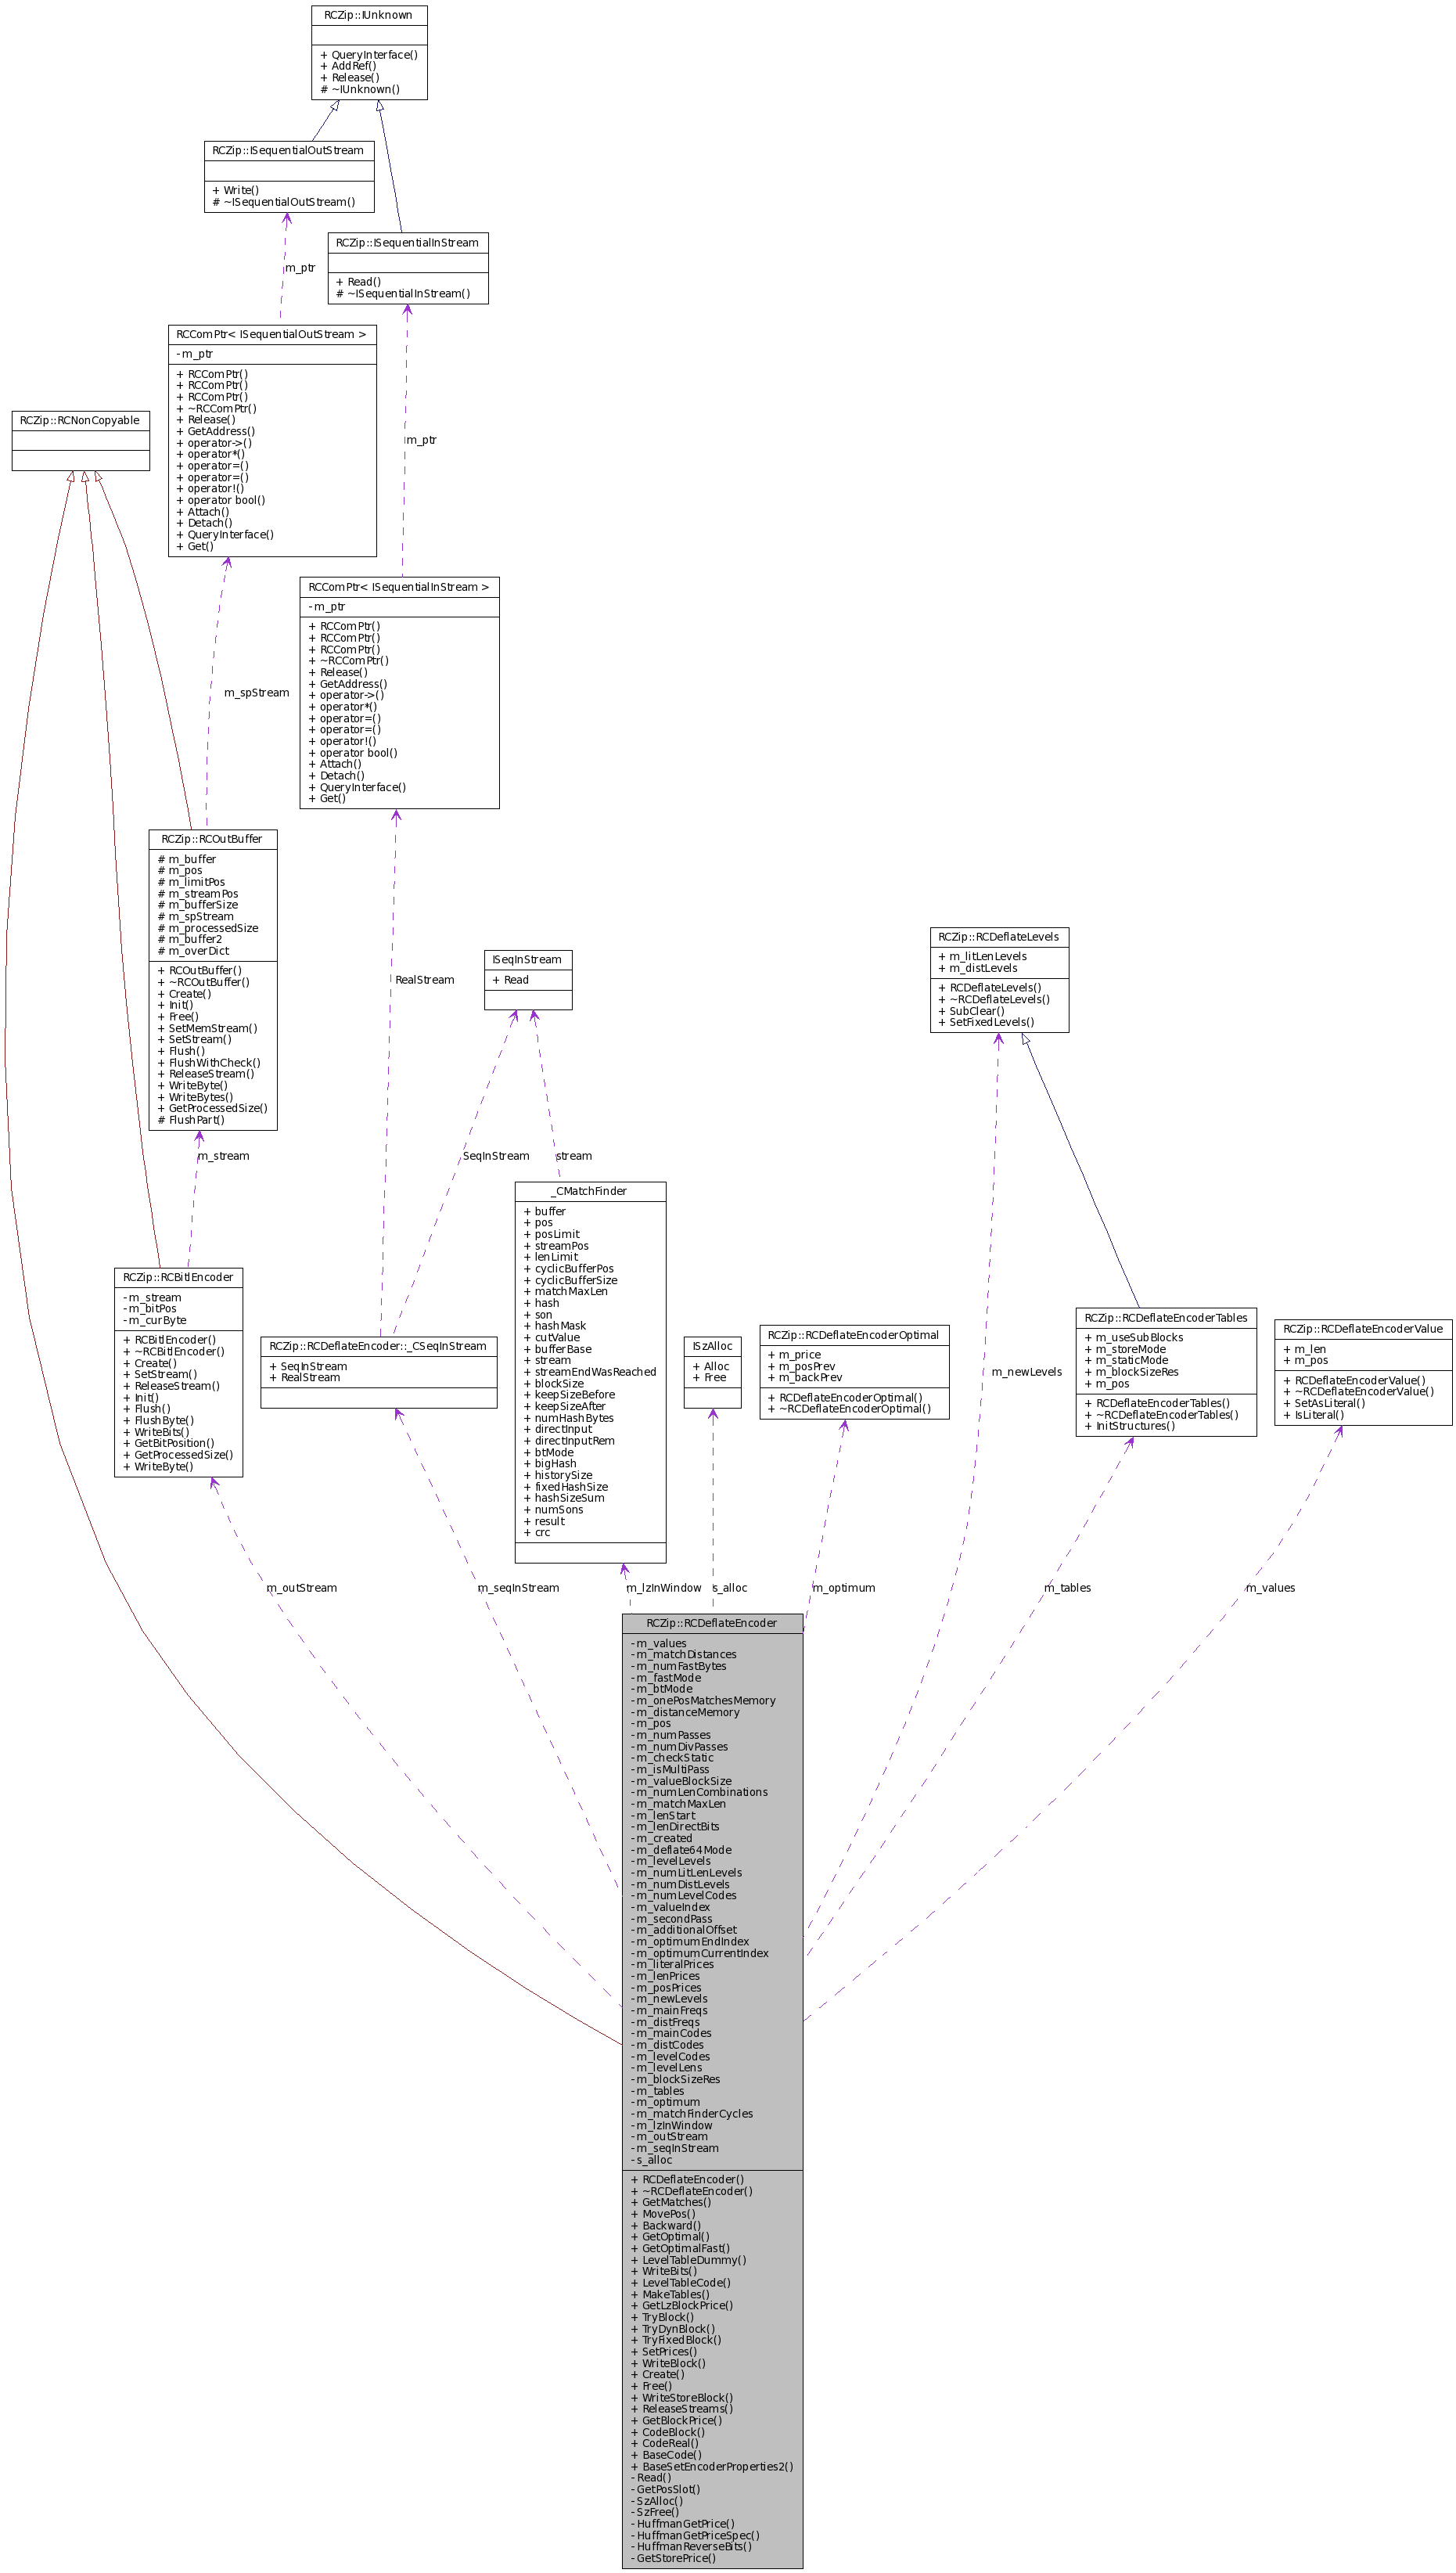 RCZip::IUnknown
+ QueryInterface()
+ AddRef()
+ Release()
# ~IUnknown()
RCZip::ISequentialOutStream
+ Write()
# ~ISequentialOutStream()
RCZip::ISequentialInStream
+ Read()
# ~ISequentialInStream()
m_ptr
RCComPtr< ISequentialOutStream >
- m_ptr
+ RCComPtr()
+ RCComPtr()
+ RCComPtr()
+ ~RCComPtr()
+ Release()
+ GetAddress()
+ operator->()
+ operator*()
+ operator=()
+ operator=()
+ operator!()
+ operator bool()
+ Attach()
+ Detach()
+ QueryInterface()
+ Get()
RCZip::RCNonCopyable
m_ptr
RCComPtr< ISequentialInStream >
- m_ptr
+ RCComPtr()
+ RCComPtr()
+ RCComPtr()
+ ~RCComPtr()
+ Release()
+ GetAddress()
+ operator->()
+ operator*()
+ operator=()
+ operator=()
+ operator!()
+ operator bool()
+ Attach()
+ Detach()
+ QueryInterface()
+ Get()
m_spStream
RCZip::RCOutBuffer
# m_buffer
# m_pos
# m_limitPos
# m_streamPos
# m_bufferSize
# m_spStream
# m_processedSize
# m_buffer2
# m_overDict
+ RCOutBuffer()
+ ~RCOutBuffer()
+ Create()
+ Init()
+ Free()
+ SetMemStream()
+ SetStream()
+ Flush()
+ FlushWithCheck()
+ ReleaseStream()
+ WriteByte()
+ WriteBytes()
+ GetProcessedSize()
# FlushPart()
RealStream
ISeqInStream
+ Read
RCZip::RCDeflateLevels
+ m_litLenLevels
+ m_distLevels
+ RCDeflateLevels()
+ ~RCDeflateLevels()
+ SubClear()
+ SetFixedLevels()
m_stream
SeqInStream
stream
_CMatchFinder
+ buffer
+ pos
+ posLimit
+ streamPos
+ lenLimit
+ cyclicBufferPos
+ cyclicBufferSize
+ matchMaxLen
+ hash
+ son
+ hashMask
+ cutValue
+ bufferBase
+ stream
+ streamEndWasReached
+ blockSize
+ keepSizeBefore
+ keepSizeAfter
+ numHashBytes
+ directInput
+ directInputRem
+ btMode
+ bigHash
+ historySize
+ fixedHashSize
+ hashSizeSum
+ numSons
+ result
+ crc
RCZip::RCBitlEncoder
- m_stream
- m_bitPos
- m_curByte
+ RCBitlEncoder()
+ ~RCBitlEncoder()
+ Create()
+ SetStream()
+ ReleaseStream()
+ Init()
+ Flush()
+ FlushByte()
+ WriteBits()
+ GetBitPosition()
+ GetProcessedSize()
+ WriteByte()
RCZip::RCDeflateEncoder::_CSeqInStream
+ SeqInStream
+ RealStream
ISzAlloc
+ Alloc
+ Free
RCZip::RCDeflateEncoderOptimal
+ m_price
+ m_posPrev
+ m_backPrev
+ RCDeflateEncoderOptimal()
+ ~RCDeflateEncoderOptimal()
m_newLevels
RCZip::RCDeflateEncoderTables
+ m_useSubBlocks
+ m_storeMode
+ m_staticMode
+ m_blockSizeRes
+ m_pos
+ RCDeflateEncoderTables()
+ ~RCDeflateEncoderTables()
+ InitStructures()
RCZip::RCDeflateEncoderValue
+ m_len
+ m_pos
+ RCDeflateEncoderValue()
+ ~RCDeflateEncoderValue()
+ SetAsLiteral()
+ IsLiteral()
m_outStream
m_seqInStream
m_lzInWindow
s_alloc
m_optimum
m_tables
m_values
RCZip::RCDeflateEncoder
- m_values
- m_matchDistances
- m_numFastBytes
- m_fastMode
- m_btMode
- m_onePosMatchesMemory
- m_distanceMemory
- m_pos
- m_numPasses
- m_numDivPasses
- m_checkStatic
- m_isMultiPass
- m_valueBlockSize
- m_numLenCombinations
- m_matchMaxLen
- m_lenStart
- m_lenDirectBits
- m_created
- m_deflate64Mode
- m_levelLevels
- m_numLitLenLevels
- m_numDistLevels
- m_numLevelCodes
- m_valueIndex
- m_secondPass
- m_additionalOffset
- m_optimumEndIndex
- m_optimumCurrentIndex
- m_literalPrices
- m_lenPrices
- m_posPrices
- m_newLevels
- m_mainFreqs
- m_distFreqs
- m_mainCodes
- m_distCodes
- m_levelCodes
- m_levelLens
- m_blockSizeRes
- m_tables
- m_optimum
- m_matchFinderCycles
- m_lzInWindow
- m_outStream
- m_seqInStream
- s_alloc
+ RCDeflateEncoder()
+ ~RCDeflateEncoder()
+ GetMatches()
+ MovePos()
+ Backward()
+ GetOptimal()
+ GetOptimalFast()
+ LevelTableDummy()
+ WriteBits()
+ LevelTableCode()
+ MakeTables()
+ GetLzBlockPrice()
+ TryBlock()
+ TryDynBlock()
+ TryFixedBlock()
+ SetPrices()
+ WriteBlock()
+ Create()
+ Free()
+ WriteStoreBlock()
+ ReleaseStreams()
+ GetBlockPrice()
+ CodeBlock()
+ CodeReal()
+ BaseCode()
+ BaseSetEncoderProperties2()
- Read()
- GetPosSlot()
- SzAlloc()
- SzFree()
- HuffmanGetPrice()
- HuffmanGetPriceSpec()
- HuffmanReverseBits()
- GetStorePrice()